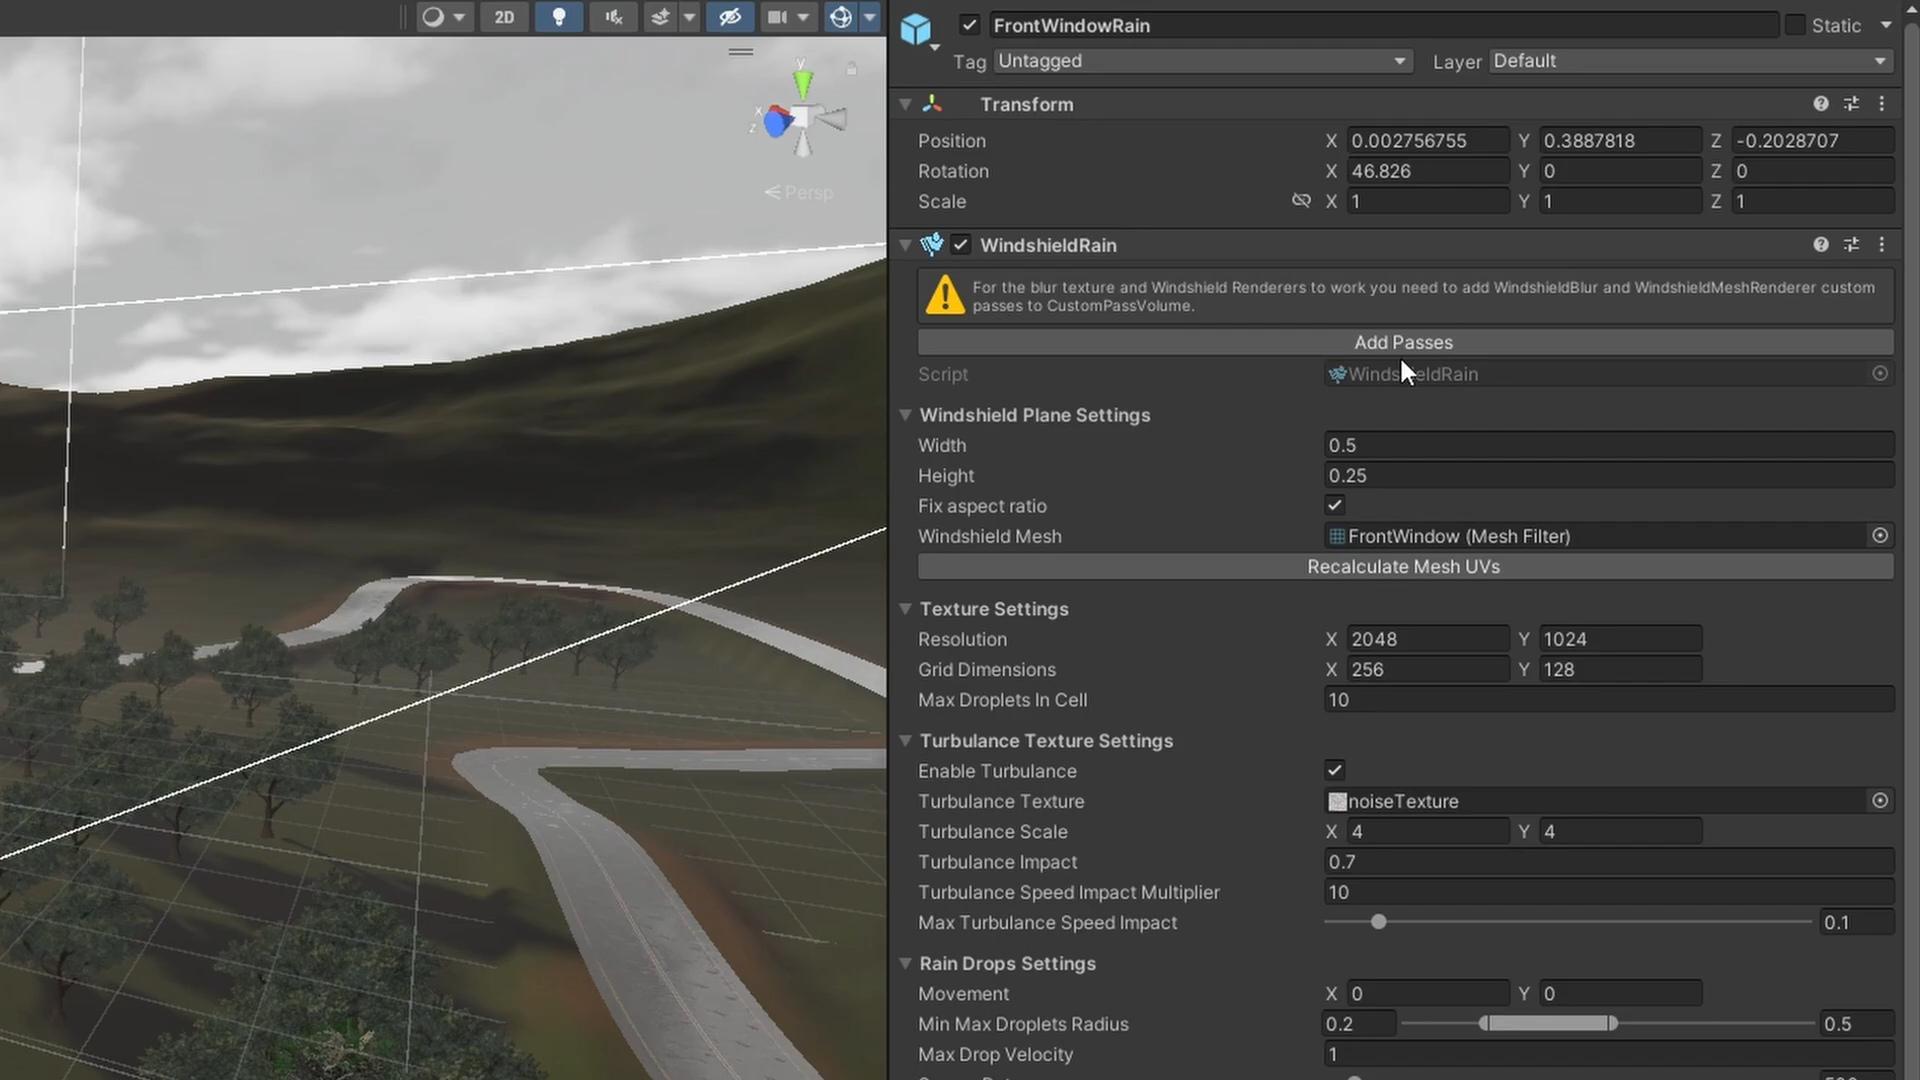 2D
y
x
z
Persp
FrontWindowRain
Static
Tag Untagged
Layer Default
Transform
Position X 0.002756755 Y 0.3887818 Z -0.2028707
Rotation X 46.826 Y 0 Z 0
Scale X 1 Y 1 Z 1
WindshieldRain
For the blur texture and Windshield Renderers to work you need to add WindshieldBlur and WindshieldMeshRenderer custom
passes to CustomPassVolume.
Add Passes
Script WindshieldRain
Windshield Plane Settings
Width 0.5
Height 0.25
Fix aspect ratio
Windshield Mesh FrontWindow (Mesh Filter)
Recalculate Mesh UVs
Texture Settings
Resolution X 2048 Y 1024
Grid Dimensions X 256 Y 128
Max Droplets In Cell 10
Turbulance Texture Settings
Enable Turbulance
Turbulance Texture noiseTexture
Turbulance Scale X 4 Y 4
Turbulance Impact 0.7
Turbulance Speed Impact Multiplier 10
Max Turbulance Speed Impact 0.1
Rain Drops Settings
Movement X 0 Y 0
Min Max Droplets Radius 0.2 0.5
Max Drop Velocity 1